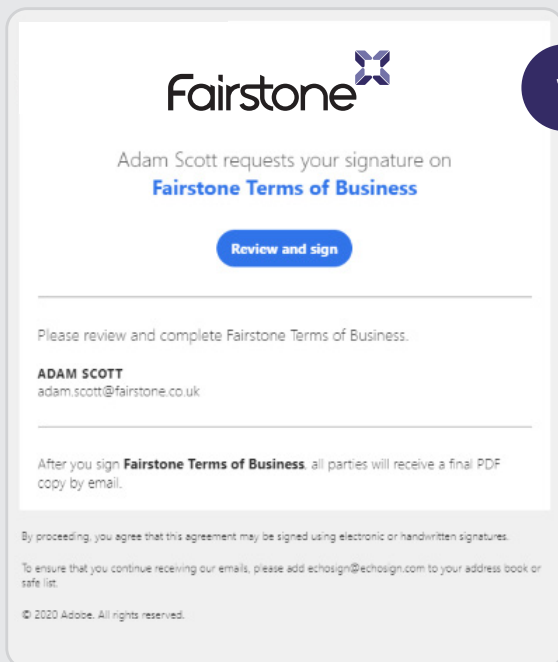 Fairstone
Adam Scott requests your signature on
Fairstone Terms of Business
Review and sign
Please review and complete Fairstone Terms of Business.
ADAM SCOTT
adam.scott@fairstone.co.uk
After you sign Fairstone Terms of Business, all parties will receive a final PDF
copy by email.
By proceeding, you agree that this agreement may be signed using electronic or handwritten signatures.
To ensure that you continue receiving our emails, please add echosign@echosign.com to your address book or
safe list.
© 2020 Adobe. All rights reserved.